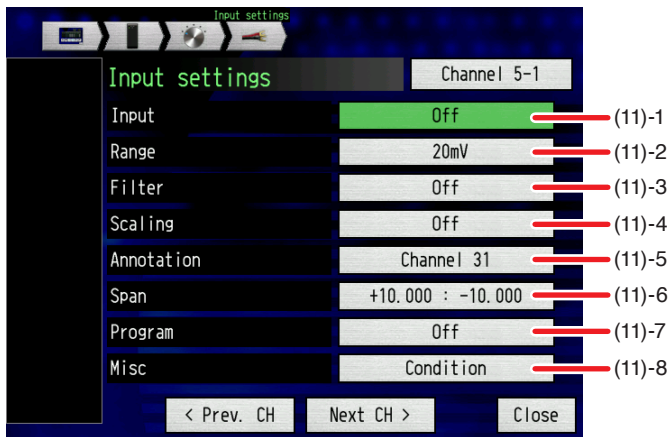 Input settings
Input settings Channel 5-1
Input Off (11)-1
Range 20mV (11)-2
Filter Off (11)-3
Scaling Off (11)-4
Annotation Channel 31 (11)-5
Span +10.000 : -10.000 (11)-6
Program Off (11)-7
Misc Condition (11)-8
< Prev. CH Next CH > Close